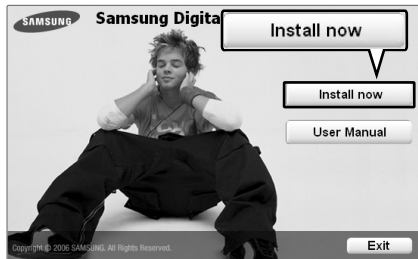 SAMSUNG
Samsung Digita
Install now
Install now
User Manual
Copyright © 2006 SAMSUNG. All Rights Reserved.
Exit